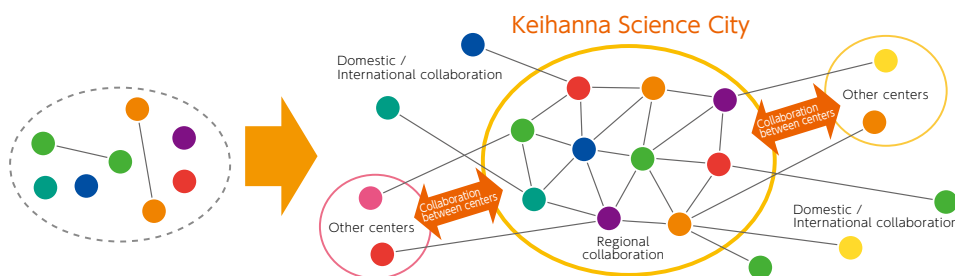 Keihanna Science City
Domestic /
International collaboration
Other centers
Collaboration
between centers
Collaboration
between centers
Other centers
Regional
collaboration
Domestic /
International collaboration